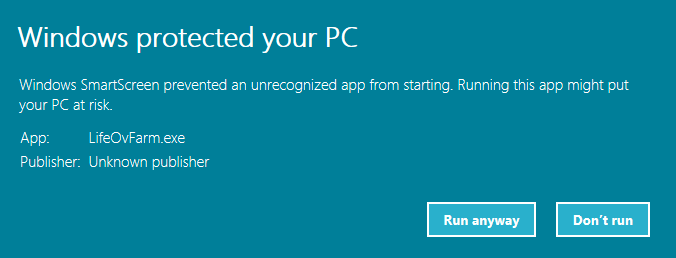 Windows protected your PC
Windows SmartScreen prevented an unrecognized app from starting. Running this app might put
your PC at risk.
App: LifeOvFarm.exe
Publisher: Unknown publisher
Run anyway Don't run